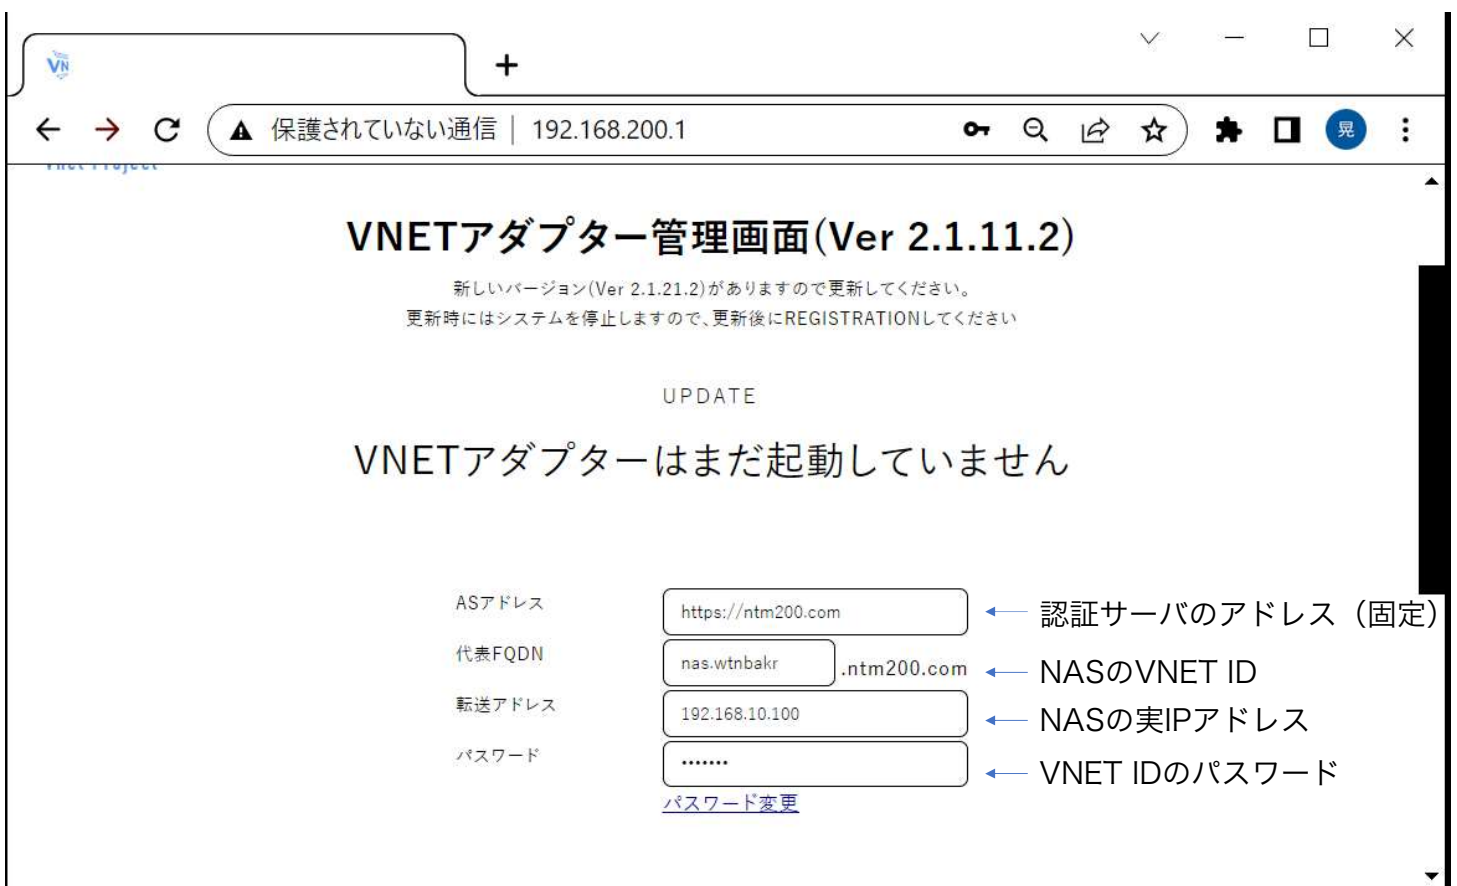 VN
保護されていない通信 | 192.168.200.1
晃
Vnet Project
VNETアダプター管理画面(Ver 2.1.11.2)
新しいバージョン(Ver 2.1.21.2)がありますので更新してください。
更新時にはシステムを停止しますので、更新後にREGISTRATIONしてください
UPDATE
VNETアダプターはまだ起動していません
ASアドレス https://ntm200.com 認証サーバのアドレス（固定）
代表FQDN nas.wtnbakr .ntm200.com NASのVNET ID
転送アドレス 192.168.10.100 NASの実IPアドレス
パスワード ••••••• VNET IDのパスワード
パスワード変更